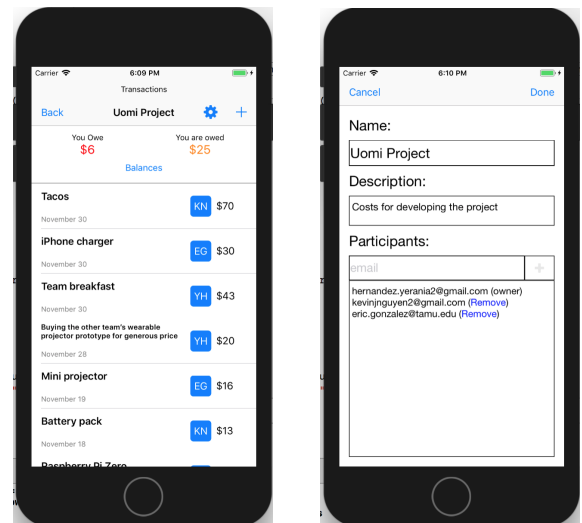 Carrier 6:09 PM
Transactions
Back Uomi Project
You Owe You are owed
$6 $25
Balances
Tacos
KN $70
November 30
iPhone charger
EG $30
November 30
Team breakfast
YH $43
November 30
Buying the other team's wearable
projector prototype for generous price
YH $20
November 28
Mini projector
EG $16
November 19
Battery pack
KN $13
November 18
Raspberry Pi Zero
Carrier 6:10 PM
Cancel Done
Name:
Uomi Project
Description:
Costs for developing the project
Participants:
email +
hernandez.yerania2@gmail.com (owner)
kevinjnguyen2@gmail.com (Remove)
eric.gonzalez@tamu.edu (Remove)